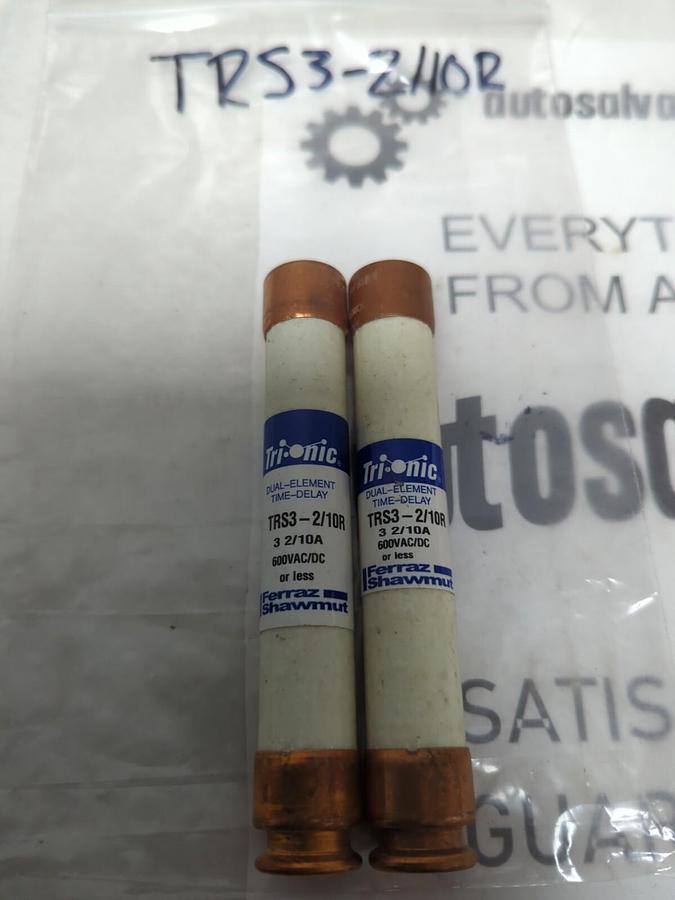 TRS3-2/10R
autosalva
EVERYT
FROM A
utosa
SATIS
GUAR
Tri-onic
DUAL-ELEMENT
TIME-DELAY
TRS3-2/10R
3 2/10A
600VAC/DC
or less
Ferraz
Shawmut
Tri-onic
DUAL-ELEMENT
TIME-DELAY
TRS3-2/10R
3 2/10A
600VAC/DC
or less
Ferraz
Shawmut